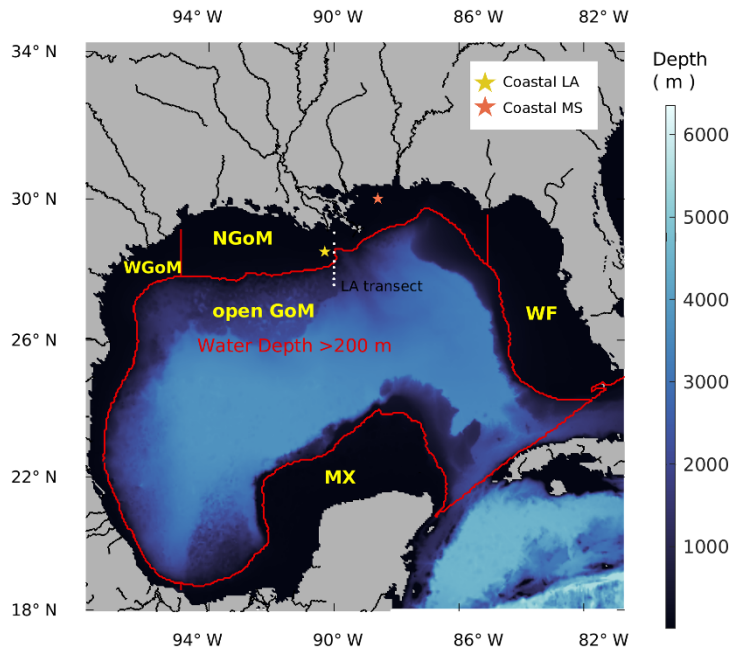 94° W 90° W 86° W 82° W
34° N
Depth
( m )
Coastal LA
Coastal MS
6000
30° N
5000
NGoM
WGoM
LA transect
4000
open GoM
WF
26° N
Water Depth >200 m
3000
22° N
MX
2000
1000
18° N
94° W 90° W 86° W 82° W